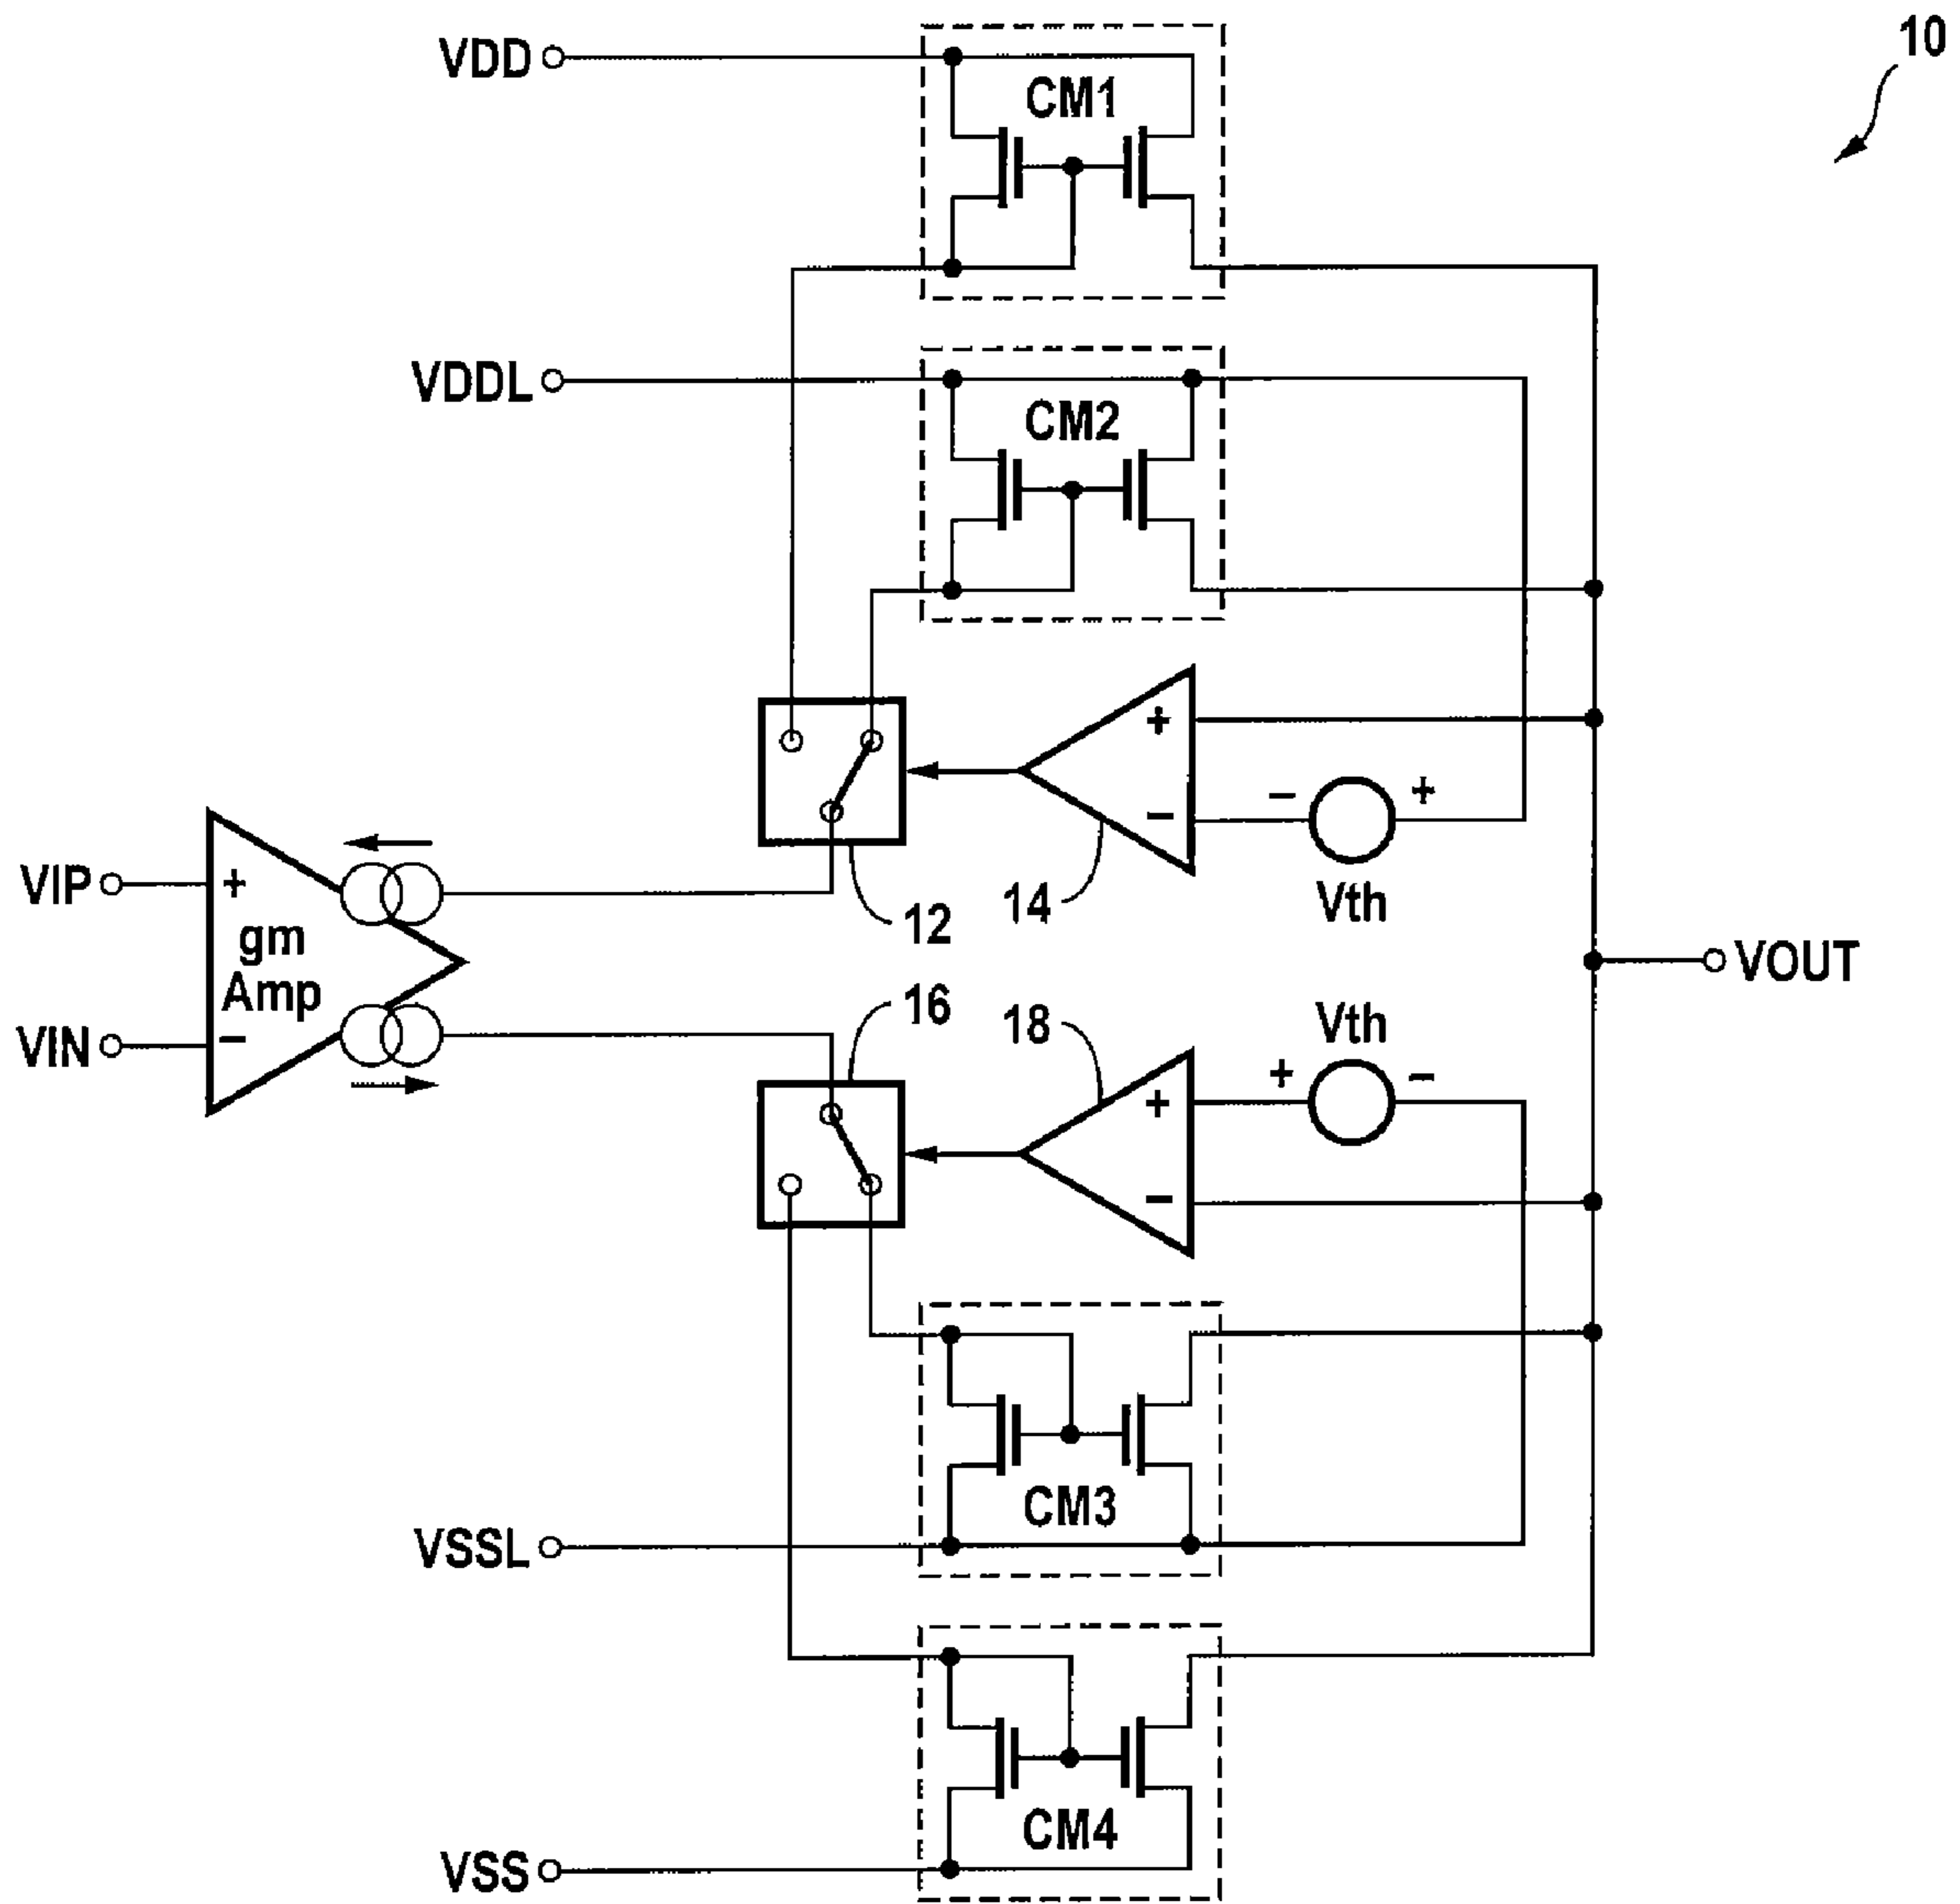 VDD
10
CM1
VDDL
CM2
+
−
− +
Vth
14
12
VIP
+
gm
Amp
−
VIN
VOUT
16
18
Vth
+ −
+
−
CM3
VSSL
CM4
VSS